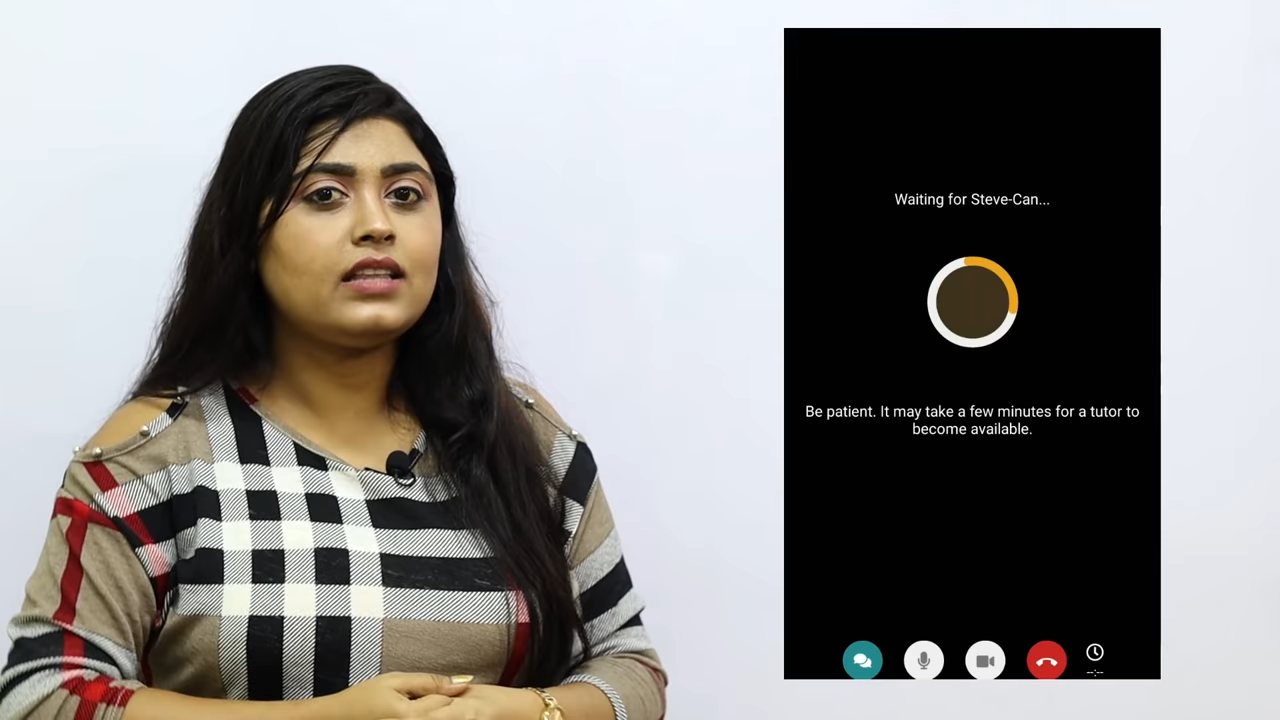 Waiting for Steve-Can...
Be patient. It may take a few minutes for a tutor to
become available.
--:--